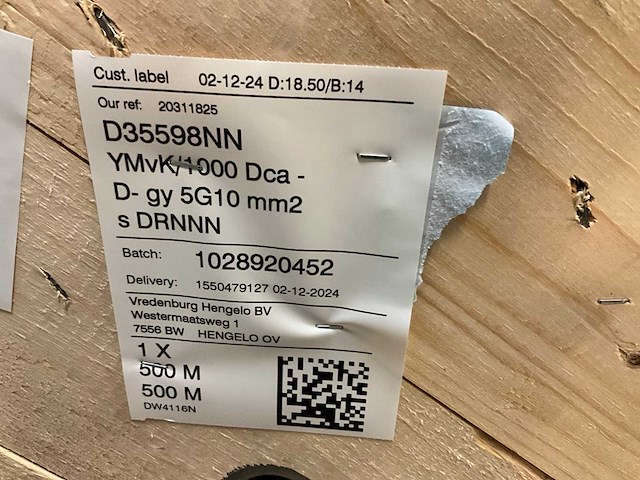 Cust. label 02-12-24 D:18.50/B:14
Our ref: 20311825
D35598NN
YMvK/1000 Dca -
D- gy 5G10 mm2
s DRNNN
Batch: 1028920452
Delivery: 1550479127 02-12-2024
Vredenburg Hengelo BV
Westermaatsweg 1
7556 BW HENGELO OV
1 X
500 M
500 M
DW4116N